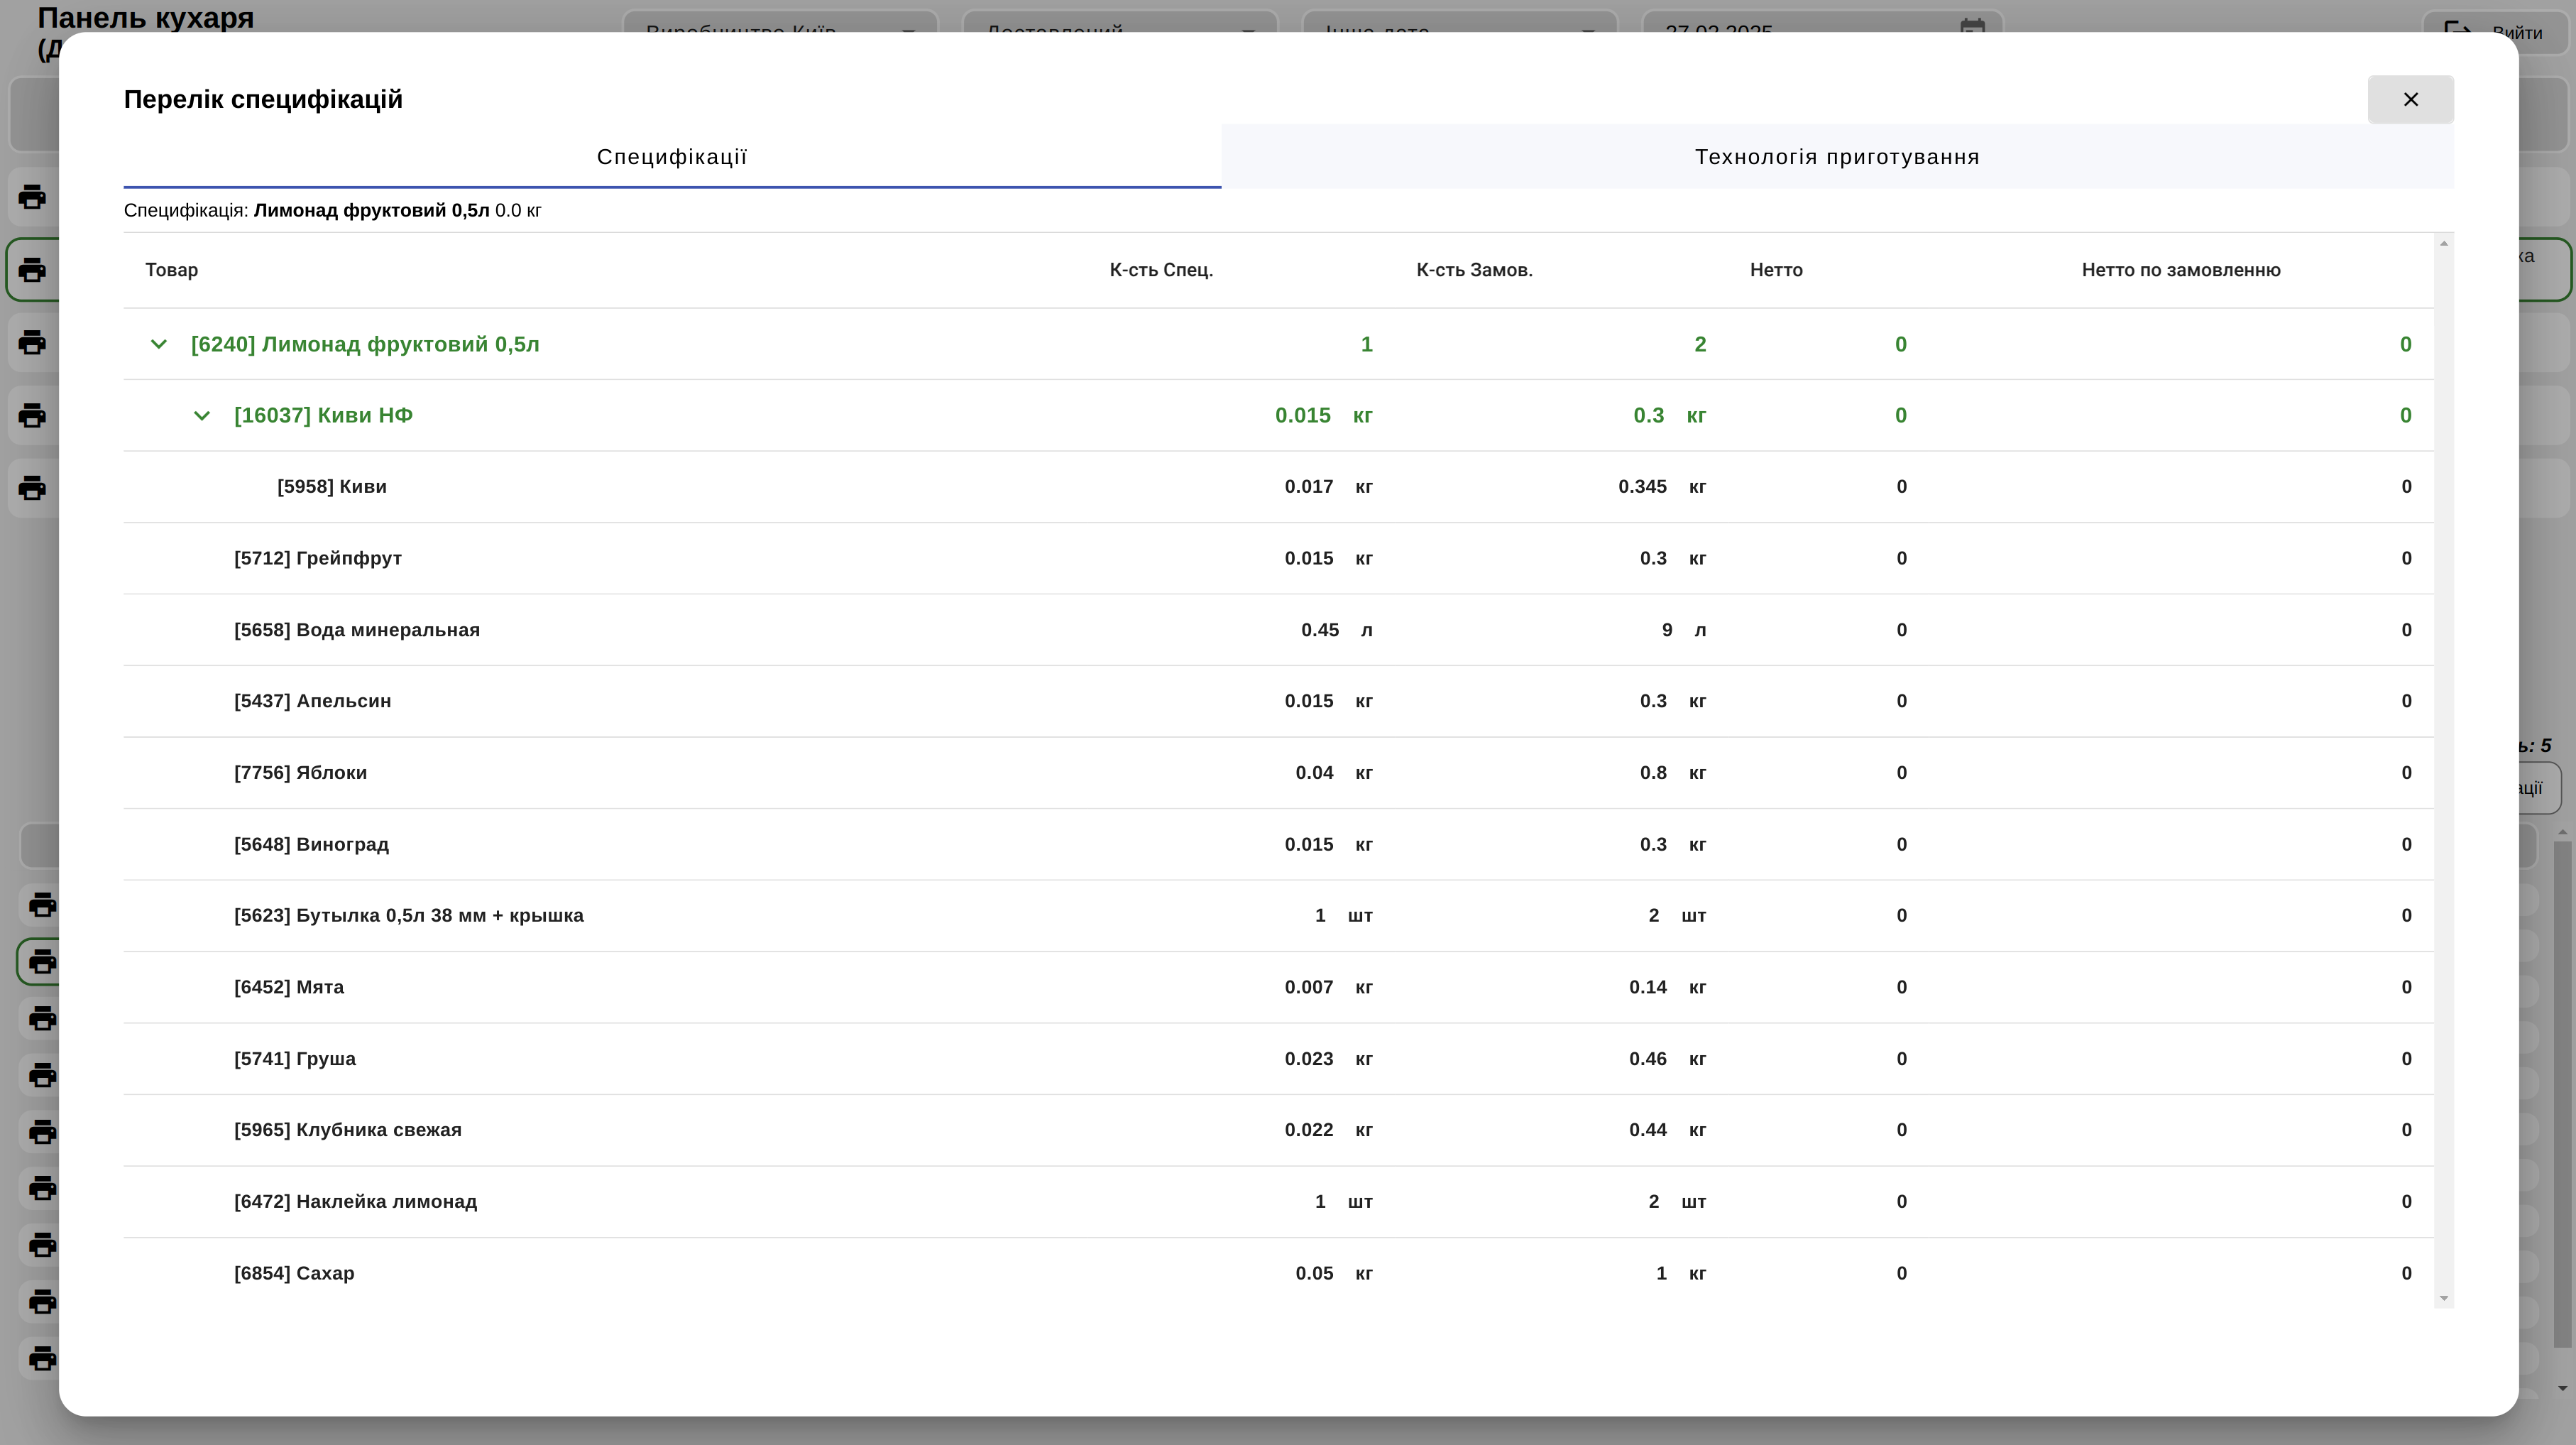 Панель кухаря
Виробництво Київ
Доставлений
Інша дата
27.02.2025
Вийти
Перелік специфікацій
Специфікації
Технологія приготування
Специфікація: Лимонад фруктовий 0,5л 0.0 кг
Товар К-сть Спец. К-сть Замов. Нетто Нетто по замовленню
[6240] Лимонад фруктовий 0,5л 1 2 0 0
[16037] Киви НФ 0.015 кг 0.3 кг 0 0
[5958] Киви 0.017 кг 0.345 кг 0 0
[5712] Грейпфрут 0.015 кг 0.3 кг 0 0
[5658] Вода минеральная 0.45 л 9 л 0 0
[5437] Апельсин 0.015 кг 0.3 кг 0 0
[7756] Яблоки 0.04 кг 0.8 кг 0 0
[5648] Виноград 0.015 кг 0.3 кг 0 0
[5623] Бутылка 0,5л 38 мм + крышка 1 шт 2 шт 0 0
[6452] Мята 0.007 кг 0.14 кг 0 0
[5741] Груша 0.023 кг 0.46 кг 0 0
[5965] Клубника свежая 0.022 кг 0.44 кг 0 0
[6472] Наклейка лимонад 1 шт 2 шт 0 0
[6854] Сахар 0.05 кг 1 кг 0 0